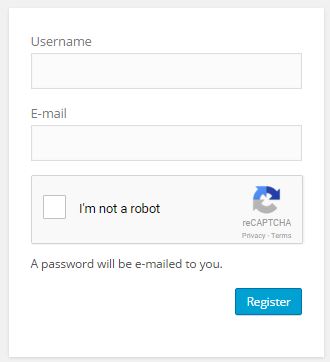 Username
E-mail
I'm not a robot
reCAPTCHA
Privacy - Terms
A password will be e-mailed to you.
Register